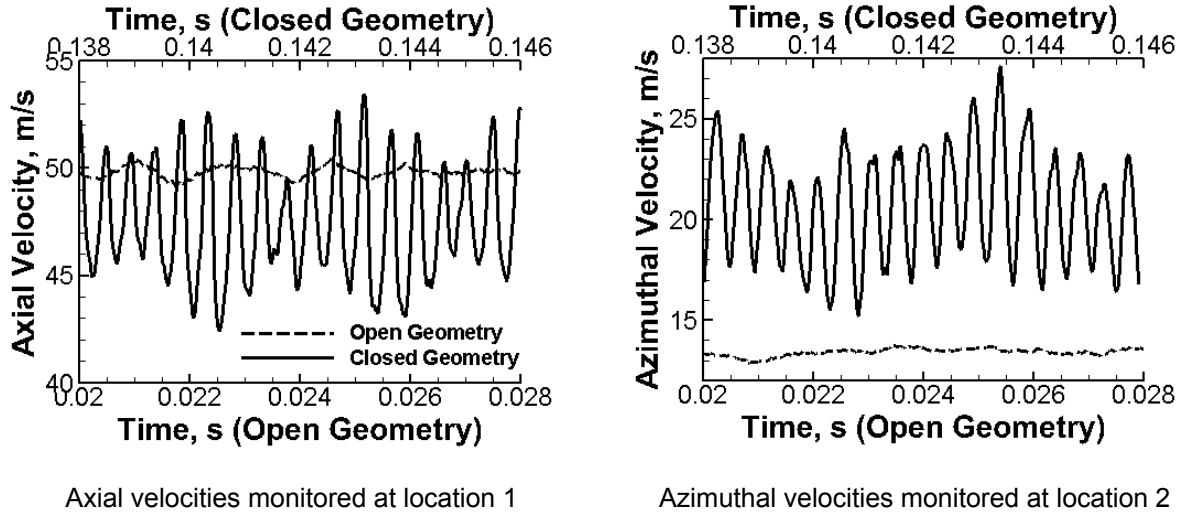 Time, s (Closed Geometry)
0.138 0.14 0.142 0.144 0.146
55
50
45
40
Axial Velocity, m/s
Open Geometry
Closed Geometry
0.02 0.022 0.024 0.026 0.028
Time, s (Open Geometry)
Axial velocities monitored at location 1
Time, s (Closed Geometry)
0.138 0.14 0.142 0.144 0.146
25
20
15
Azimuthal Velocity, m/s
0.02 0.022 0.024 0.026 0.028
Time, s (Open Geometry)
Azimuthal velocities monitored at location 2